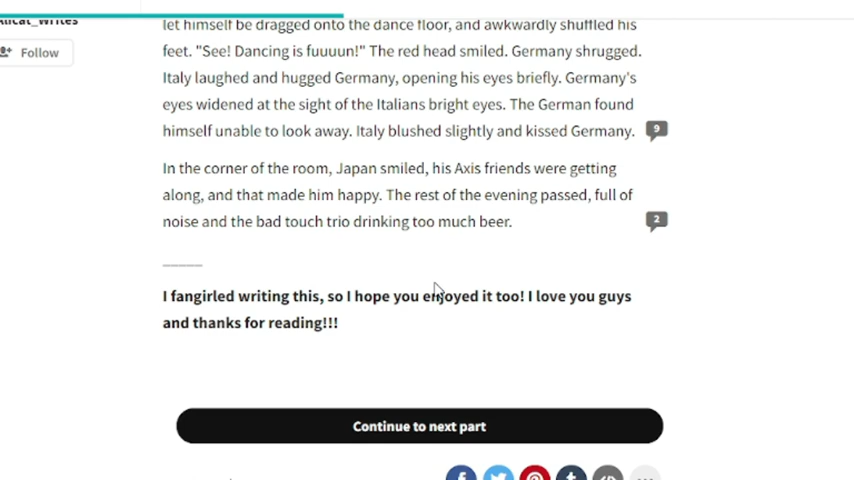 let himself be dragged onto the dance floor, and awkwardly shuffled his
Follow
feet. "See! Dancing is fuuuun!" The red head smiled. Germany shrugged.
Italy laughed and hugged Germany, opening his eyes briefly. Germany's
eyes widened at the sight of the Italians bright eyes. The German found
himself unable to look away. Italy blushed slightly and kissed Germany.
9
In the corner of the room, Japan smiled, his Axis friends were getting
along, and that made him happy. The rest of the evening passed, full of
noise and the bad touch trio drinking too much beer.
2
I fangirled writing this, so I hope you enjoyed it too! I love you guys
and thanks for reading!!!
Continue to next part